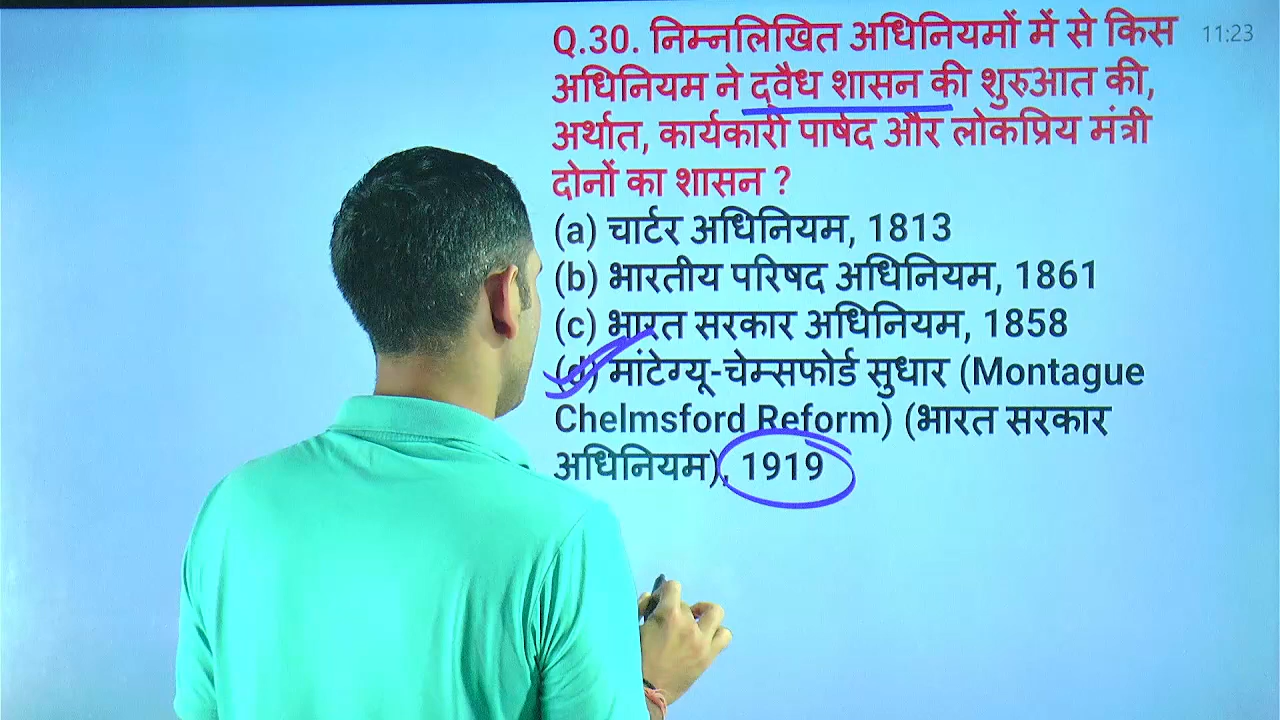 Q.30. निम्नलिखित अधिनियमों में से किस
11:23
अधिनियम ने द्वैध शासन की शुरुआत की,
अर्थात, कार्यकारी पार्षद और लोकप्रिय मंत्री
दोनों का शासन ?
(a) चार्टर अधिनियम, 1813
(b) भारतीय परिषद अधिनियम, 1861
(c) भारत सरकार अधिनियम, 1858
(d) मांटेग्यू-चेम्सफोर्ड सुधार (Montague
Chelmsford Reform) (भारत सरकार
अधिनियम), 1919